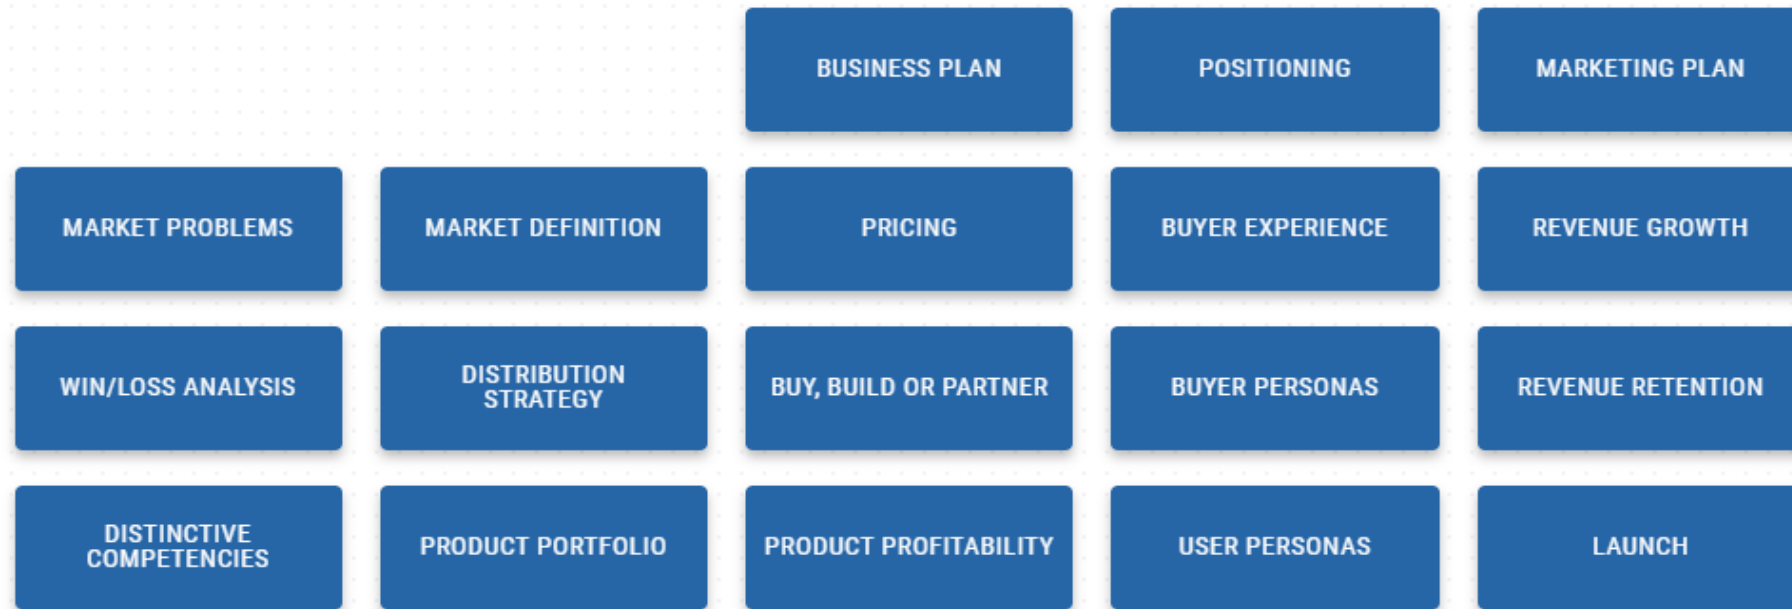 BUSINESS PLAN
POSITIONING
MARKETING PLAN
MARKET PROBLEMS
MARKET DEFINITION
PRICING
BUYER EXPERIENCE
REVENUE GROWTH
WIN/LOSS ANALYSIS
DISTRIBUTION
STRATEGY
BUY, BUILD OR PARTNER
BUYER PERSONAS
REVENUE RETENTION
DISTINCTIVE
COMPETENCIES
PRODUCT PORTFOLIO
PRODUCT PROFITABILITY
USER PERSONAS
LAUNCH